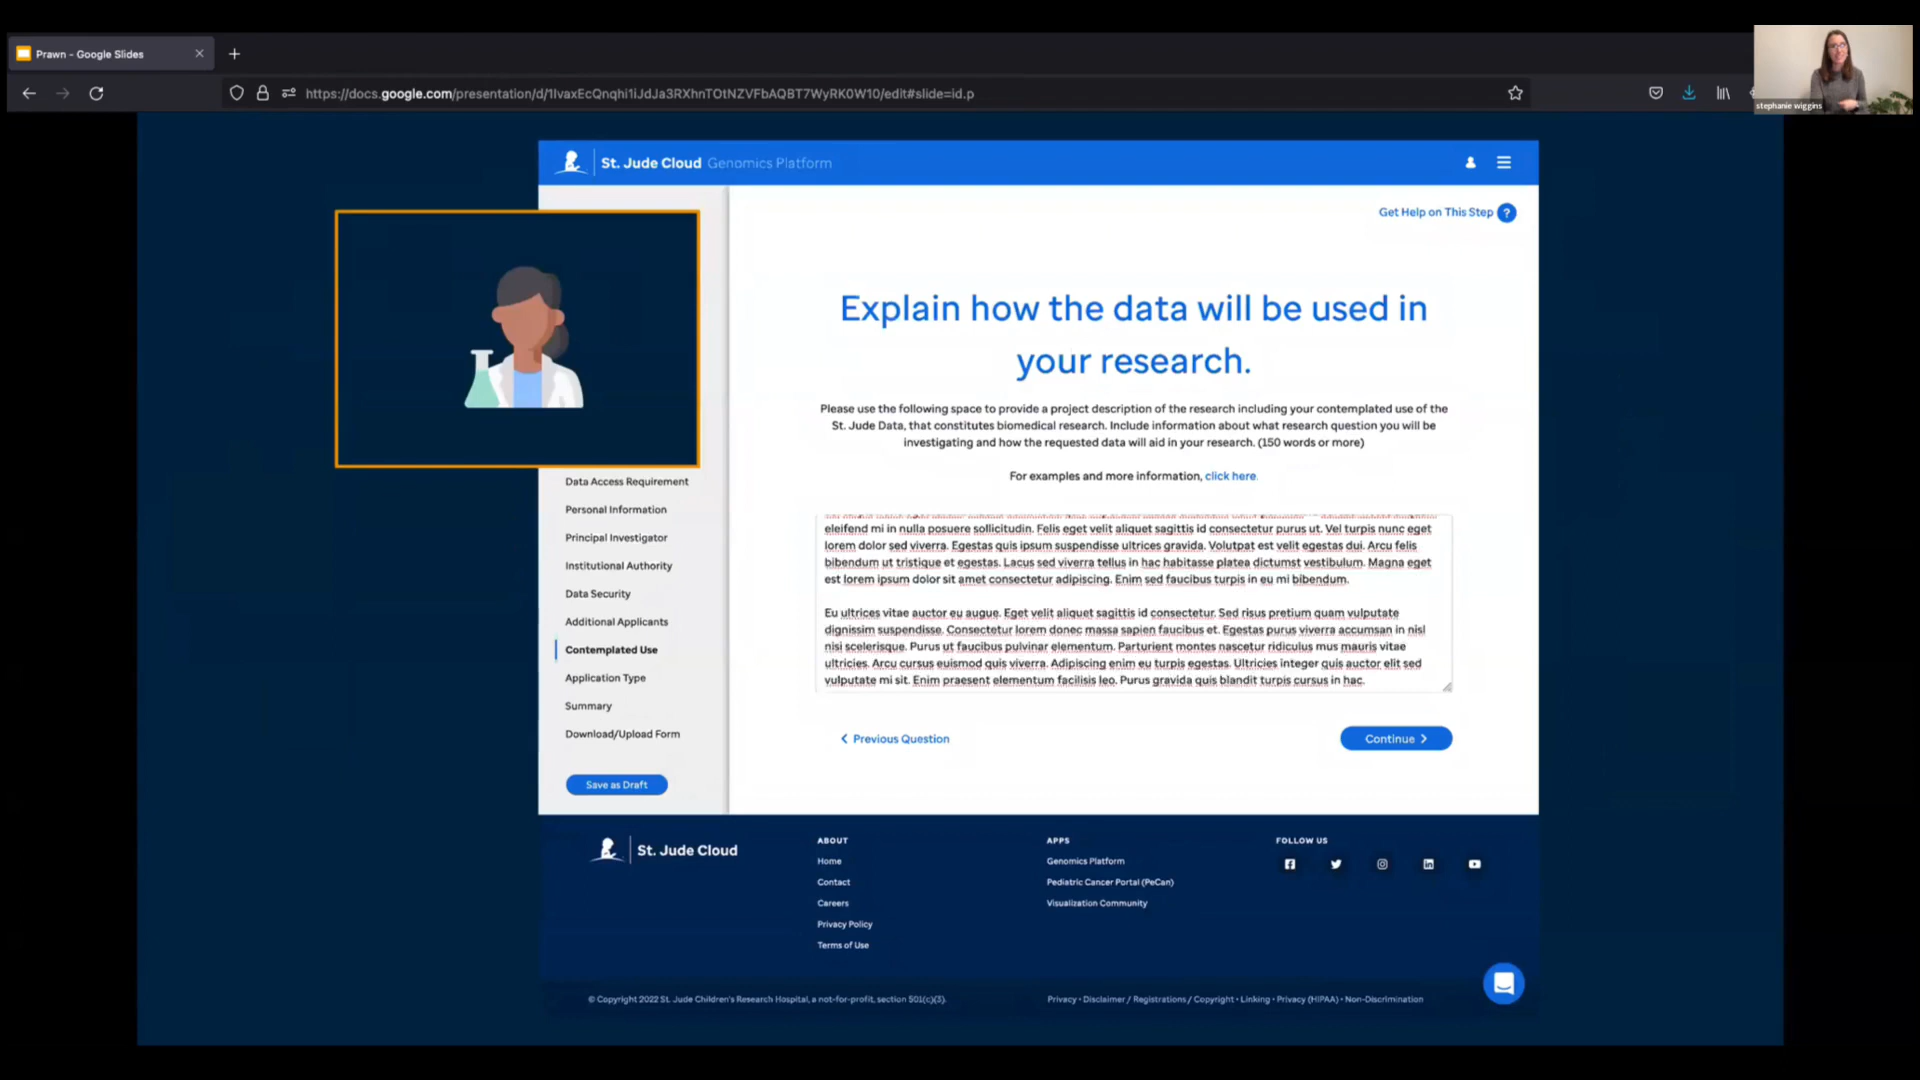 Prawn - Google Slides
https://docs.google.com/presentation/d/1IvaxEcQnqhi1iJdJa3RXhnTOtNZVFbAQBT7WyRK0W10/edit#slide=id.p
stephanie wiggins
St. Jude Cloud Genomics Platform
Get Help on This Step ?
Explain how the data will be used in
your research.
Please use the following space to provide a project description of the research including your contemplated use of the
St. Jude Data, that constitutes biomedical research. Include information about what research question you will be
investigating and how the requested data will aid in your research. (150 words or more)
For examples and more information, click here.
Data Access Requirement
Personal Information
Principal Investigator
Institutional Authority
Data Security
Additional Applicants
Contemplated Use
Application Type
Summary
Download/Upload Form
Save as Draft
eleifend mi in nulla posuere sollicitudin. Felis eget velit aliquet sagittis id consectetur purus ut. Vel turpis nunc eget
lorem dolor sed viverra. Egestas quis ipsum suspendisse ultrices gravida. Volutpat est velit egestas dui. Arcu felis
bibendum ut tristique et egestas. Lacus sed viverra tellus in hac habitasse platea dictumst vestibulum. Magna eget
est lorem ipsum dolor sit amet consectetur adipiscing. Enim sed faucibus turpis in eu mi bibendum.
Eu ultrices vitae auctor eu augue. Eget velit aliquet sagittis id consectetur. Sed risus pretium quam vulputate
dignissim suspendisse. Consectetur lorem donec massa sapien faucibus et. Egestas purus viverra accumsan in nisl
nisi scelerisque. Purus ut faucibus pulvinar elementum. Parturient montes nascetur ridiculus mus mauris vitae
ultricies. Arcu cursus euismod quis viverra. Adipiscing enim eu turpis egestas. Ultricies integer quis auctor elit sed
vulputate mi sit. Enim praesent elementum facilisis leo. Purus gravida quis blandit turpis cursus in hac.
Previous Question
Continue
St. Jude Cloud
ABOUT
Home
Contact
Careers
Privacy Policy
Terms of Use
APPS
Genomics Platform
Pediatric Cancer Portal (PeCan)
Visualization Community
FOLLOW US
© Copyright 2022 St. Jude Children's Research Hospital, a not-for-profit, section 501(c)(3).
Privacy • Disclaimer / Registrations / Copyright • Linking • Privacy (HIPAA) • Non-Discrimination